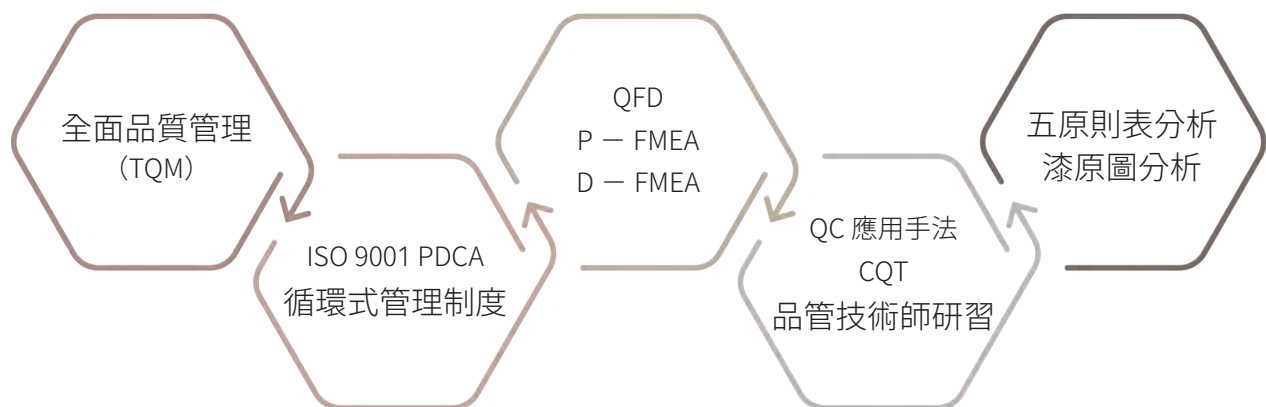 全面品質管理
（TQM）
ISO 9001 PDCA
循環式管理制度
QFD
P － FMEA
D － FMEA
QC 應用手法
CQT
品管技術師研習
五原則表分析
漆原圖分析